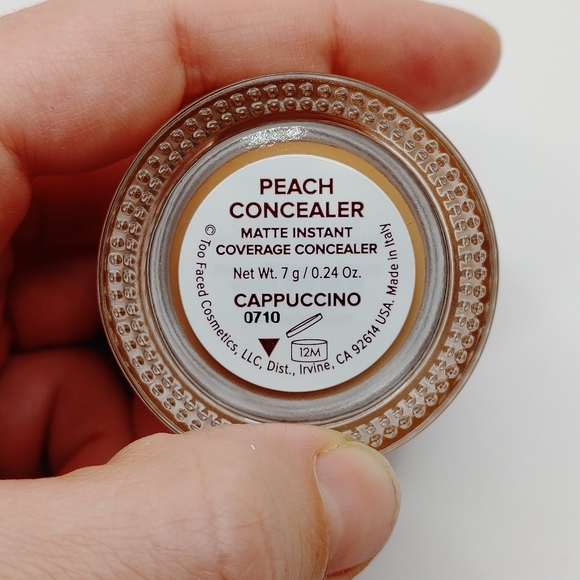 PEACH
CONCEALER
MATTE INSTANT
COVERAGE CONCEALER
Net Wt. 7 g / 0.24 Oz.
CAPPUCCINO
0710
12M
© Too Faced Cosmetics, LLC, Dist., Irvine, CA 92614 USA. Made in Italy